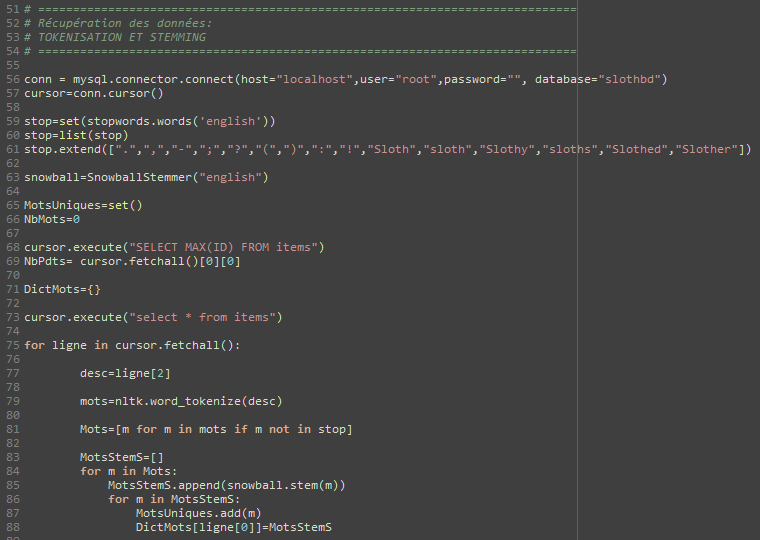 51 # =============================================================================
52 # Récupération des données:
53 # TOKENISATION ET STEMMING
54 # =============================================================================
55
56 conn = mysql.connector.connect(host="localhost",user="root",password="", database="slothbd")
57 cursor=conn.cursor()
58
59 stop=set(stopwords.words('english'))
60 stop=list(stop)
61 stop.extend([".",",","-",";","?","(",")",":","!","Sloth","sloth","Slothy","sloths","Slothed","Slother"])
62
63 snowball=SnowballStemmer("english")
64
65 MotsUniques=set()
66 NbMots=0
67
68 cursor.execute("SELECT MAX(ID) FROM items")
69 NbPdts= cursor.fetchall()[0][0]
70
71 DictMots={}
72
73 cursor.execute("select * from items")
74
75 for ligne in cursor.fetchall():
76
77         desc=ligne[2]
78
79         mots=nltk.word_tokenize(desc)
80
81         Mots=[m for m in mots if m not in stop]
82
83         MotsStemS=[]
84         for m in Mots:
85             MotsStemS.append(snowball.stem(m))
86             for m in MotsStemS:
87                 MotsUniques.add(m)
88                 DictMots[ligne[0]]=MotsStemS